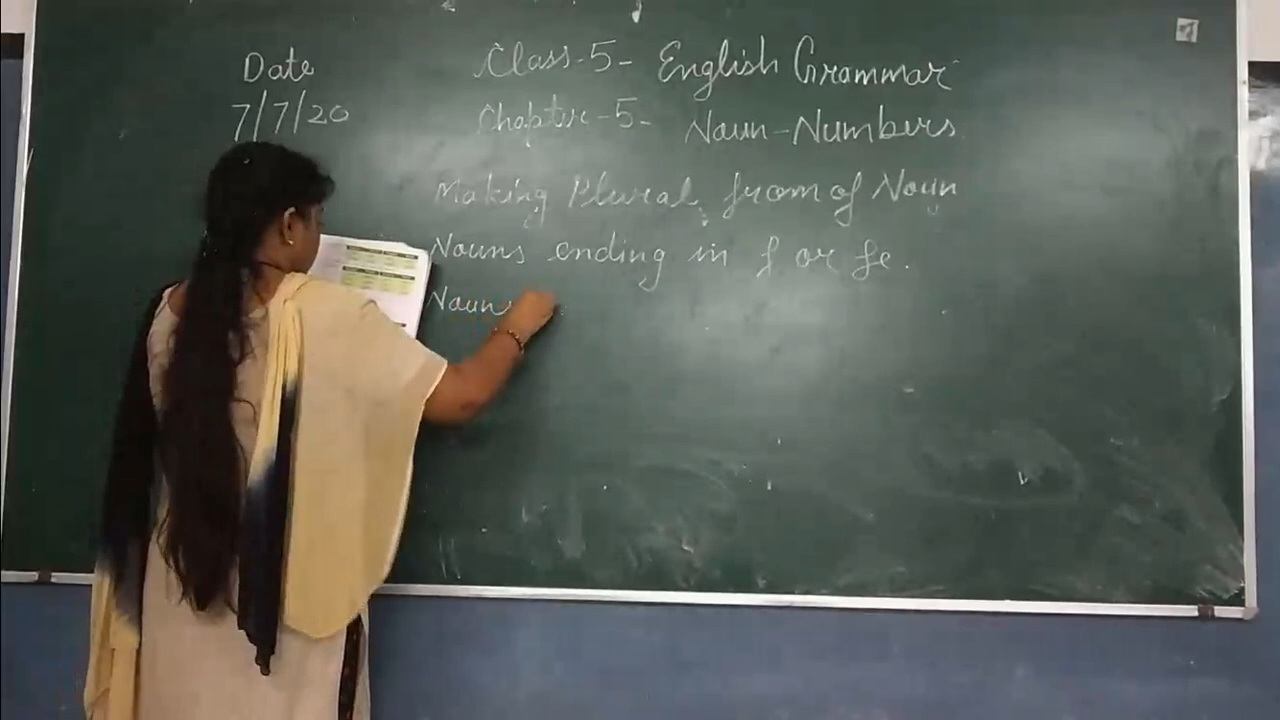 Date
7/7/20
Class-5- English Grammar
Chapter-5- Noun-Numbers
Making Plural from of Noun
Nouns ending in f or fe.
Noun